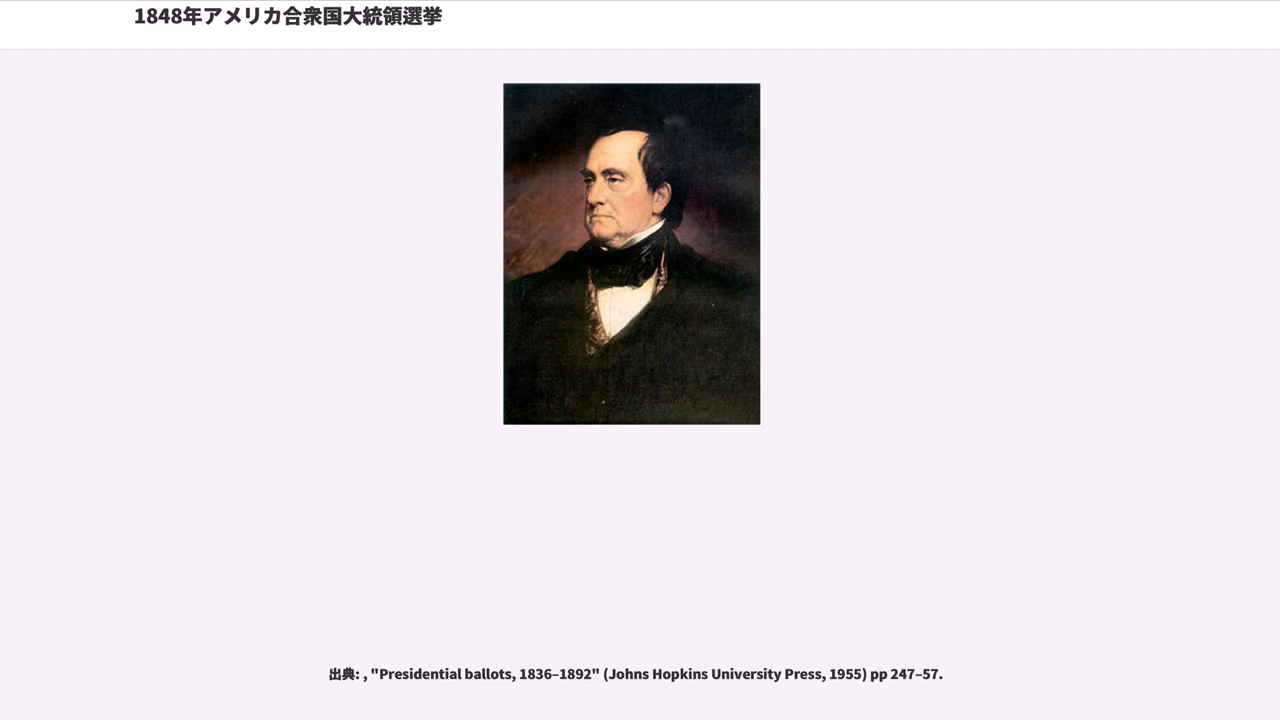 1848年アメリカ合衆国大統領選挙
出典: , "Presidential ballots, 1836–1892" (Johns Hopkins University Press, 1955) pp 247–57.